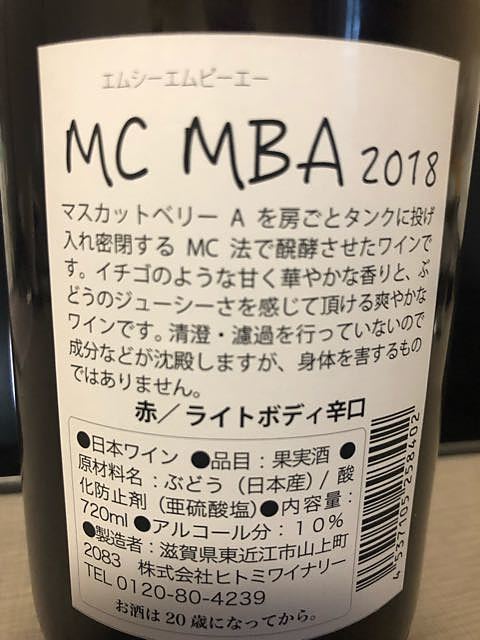 エムシーエムビーエー
MC MBA 2018
マスカットベリー A を房ごとタンクに投げ
入れ密閉する MC 法で醗酵させたワインで
す。イチゴのような甘く華やかな香りと、ぶ
どうのジューシーさを感じて頂ける爽やかな
ワインです。清澄・濾過を行っていないので
成分などが沈殿しますが、身体を害するもの
ではありません。
赤／ライトボディ辛口
●日本ワイン ●品目：果実酒 ●
原材料名：ぶどう（日本産）/ 酸
化防止剤（亜硫酸塩）●内容量：
720ml ●アルコール分：１０％
●製造者：滋賀県東近江市山上町
2083 株式会社ヒトミワイナリー
TEL 0120-80-4239
お酒は 20 歳になってから。
4 537105 258402